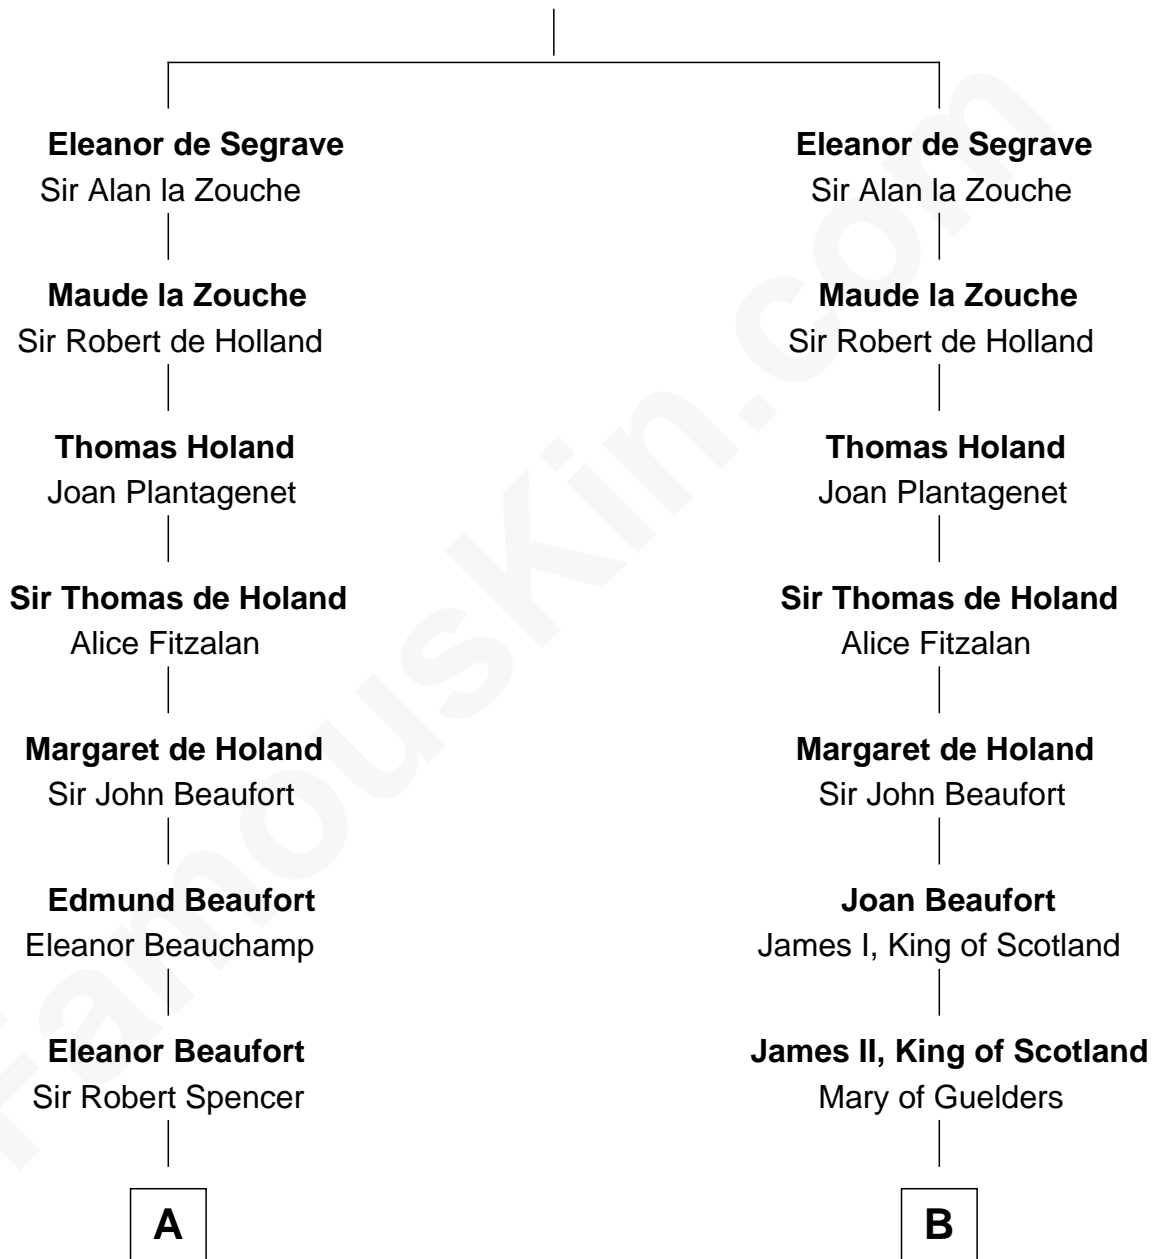 Eleanor de Segrave
Sir Alan la Zouche
Maude la Zouche
Sir Robert de Holland
Thomas Holand
Joan Plantagenet
Sir Thomas de Holand
Alice Fitzalan
Margaret de Holand
Sir John Beaufort
Edmund Beaufort
Eleanor Beauchamp
Eleanor Beaufort
Sir Robert Spencer
A
Eleanor de Segrave
Sir Alan la Zouche
Maude la Zouche
Sir Robert de Holland
Thomas Holand
Joan Plantagenet
Sir Thomas de Holand
Alice Fitzalan
Margaret de Holand
Sir John Beaufort
Joan Beaufort
James I, King of Scotland
James II, King of Scotland
Mary of Guelders
B
FamousKin.com